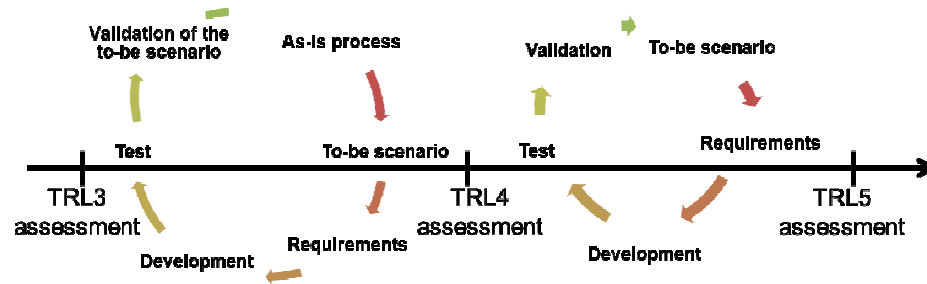 Validation of the
to-be scenario
As-is process
Validation
To-be scenario
Test
To-be scenario
Test
Requirements
TRL3
assessment
TRL4
assessment
TRL5
assessment
Development
Requirements
Development